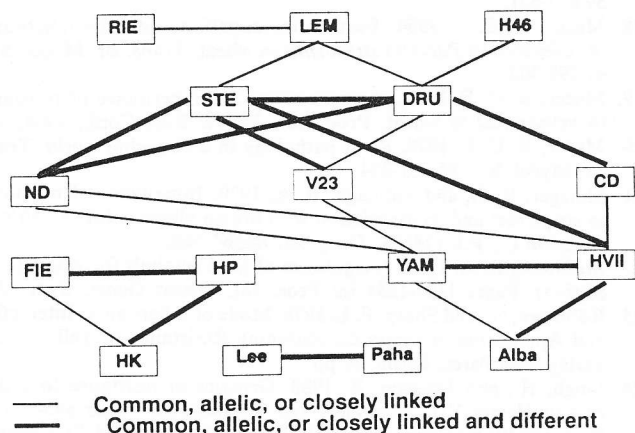 RIE LEM H46
STE DRU
ND V23 CD
FIE HP YAM HVII
HK Lee Paha Alba
Common, allelic, or closely linked
Common, allelic, or closely linked and different